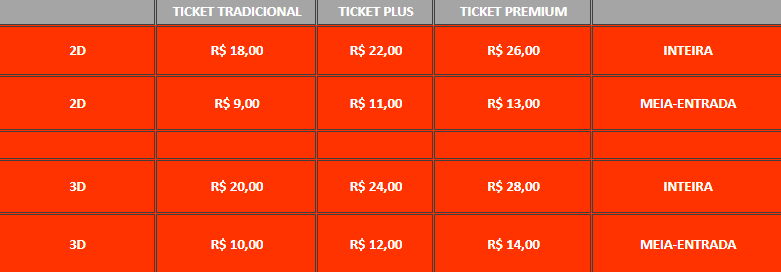 TICKET TRADICIONAL TICKET PLUS TICKET PREMIUM
2D R$ 18,00 R$ 22,00 R$ 26,00 INTEIRA
2D R$ 9,00 R$ 11,00 R$ 13,00 MEIA-ENTRADA
3D R$ 20,00 R$ 24,00 R$ 28,00 INTEIRA
3D R$ 10,00 R$ 12,00 R$ 14,00 MEIA-ENTRADA